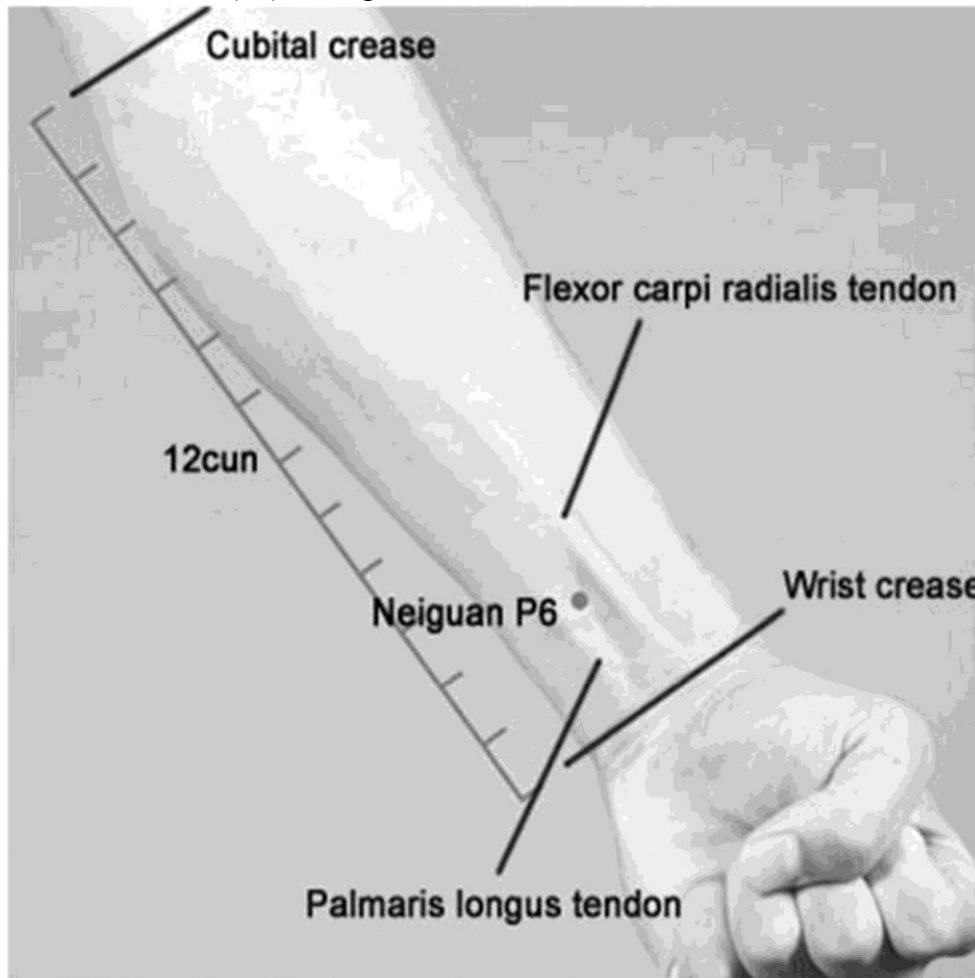 Cubital crease
Flexor carpi radialis tendon
12cun
Wrist crease
Neiguan P6
Palmaris longus tendon